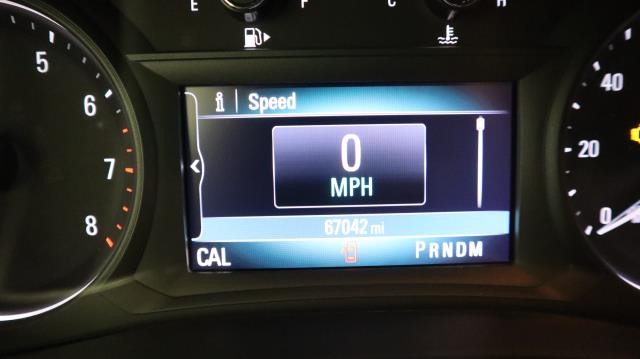 E F C H
5
6
7
8
i Speed
0
MPH
67042 mi
CAL PRNDM
40
20
0